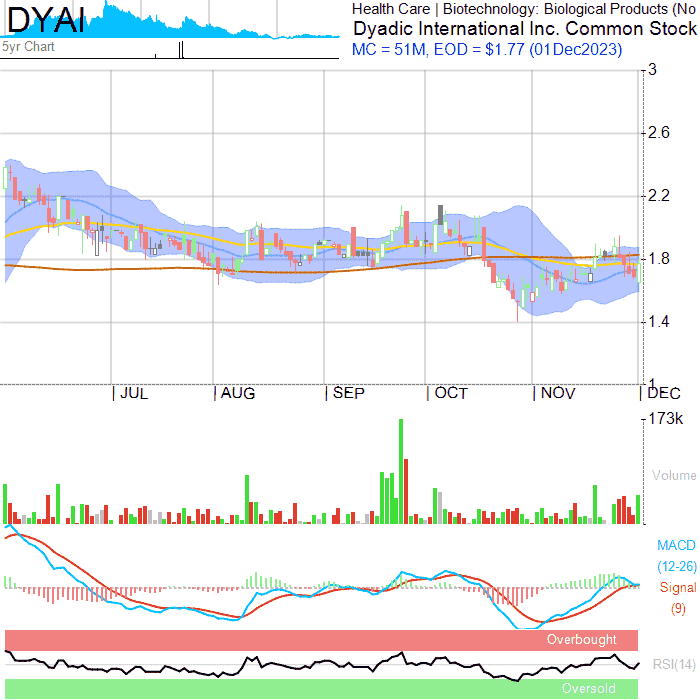 DYAI
5yr Chart
Health Care | Biotechnology: Biological Products (No
Dyadic International Inc. Common Stock
MC = 51M, EOD = $1.77 (01Dec2023)
3
2.6
2.2
1.8
1.4
1
JUL AUG SEP OCT NOV DEC
173k
Volume
MACD
(12-26)
Signal
(9)
Overbought
RSI(14)
Oversold